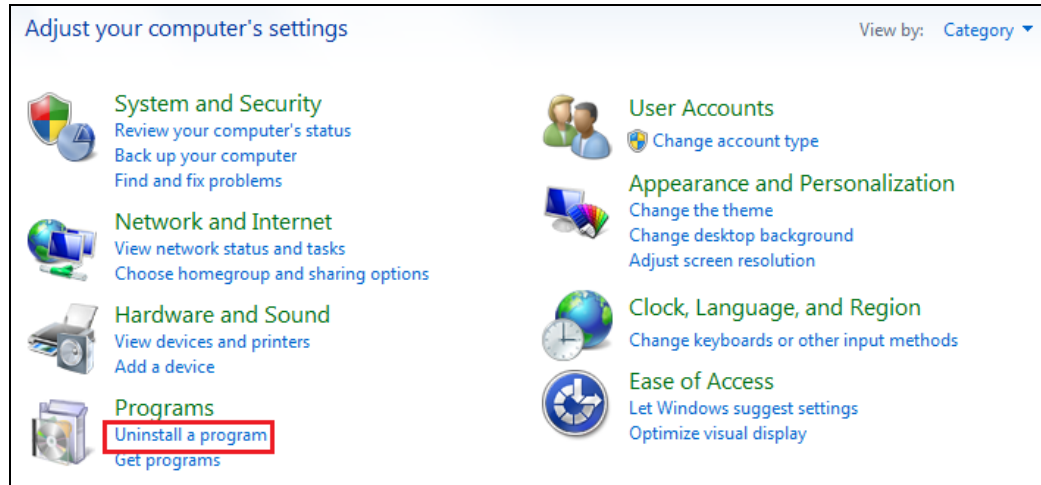 Adjust your computer's settings
View by: Category
System and Security
Review your computer's status
Back up your computer
Find and fix problems
Network and Internet
View network status and tasks
Choose homegroup and sharing options
Hardware and Sound
View devices and printers
Add a device
Programs
Uninstall a program
Get programs
User Accounts
Change account type
Appearance and Personalization
Change the theme
Change desktop background
Adjust screen resolution
Clock, Language, and Region
Change keyboards or other input methods
Ease of Access
Let Windows suggest settings
Optimize visual display